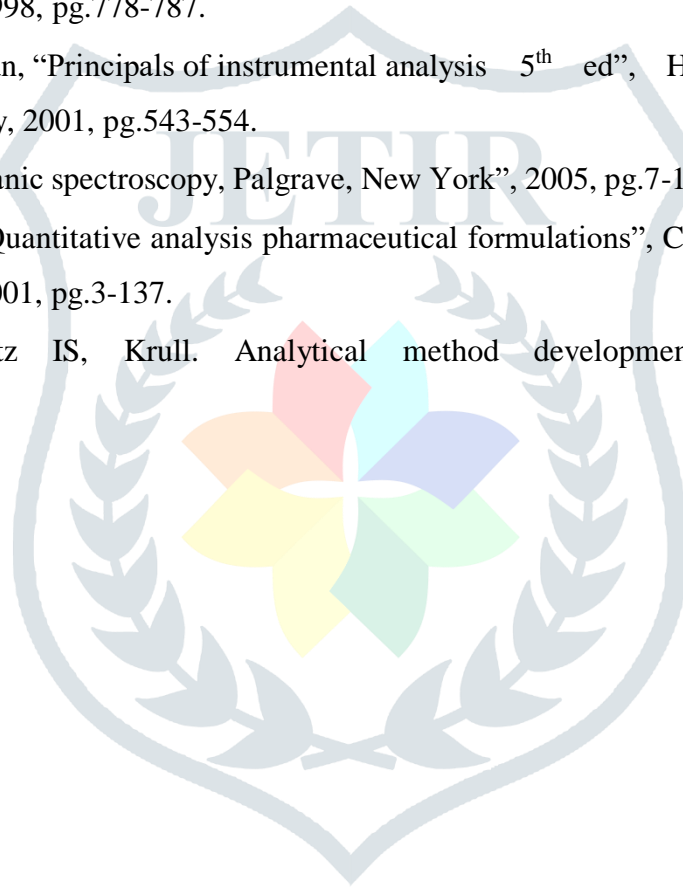 998, pg.778-787.
n, “Principals of instrumental analysis 5th ed”, H
y, 2001, pg.543-554.
anic spectroscopy, Palgrave, New York”, 2005, pg.7-1
Quantitative analysis pharmaceutical formulations”, C
001, pg.3-137.
tz IS, Krull. Analytical method developmen
JETIR